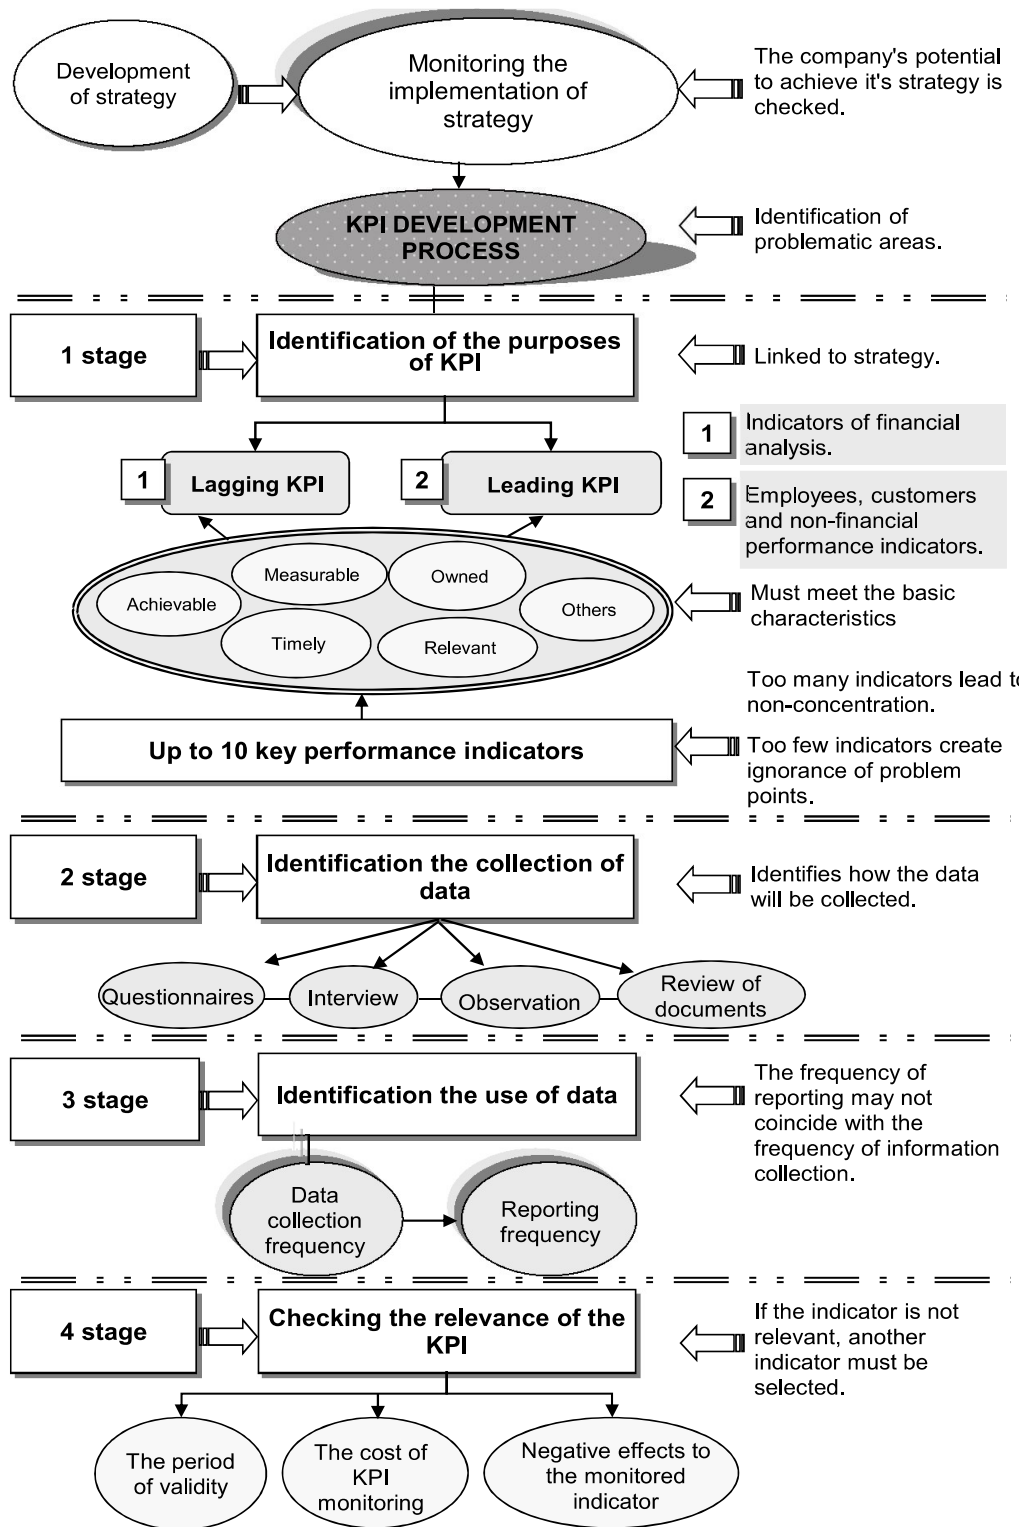 Development
of strategy
Monitoring the
implementation of
strategy
The company's potential
to achieve it's strategy is
checked.
KPI DEVELOPMENT
PROCESS
Identification of
problematic areas.
1 stage
Identification of the purposes
of KPI
Linked to strategy.
1
Indicators of financial
analysis.
1
Lagging KPI
2
Leading KPI
2
Employees, customers
and non-financial
performance indicators.
Achievable
Measurable
Owned
Others
Timely
Relevant
Must meet the basic
characteristics
Up to 10 key performance indicators
Too many indicators lead to
non-concentration.
Too few indicators create
ignorance of problem
points.
2 stage
Identification the collection of
data
Identifies how the data
will be collected.
Questionnaires
Interview
Observation
Review of
documents
3 stage
Identification the use of data
The frequency of
reporting may not
coincide with the
frequency of information
collection.
Data
collection
frequency
Reporting
frequency
4 stage
Checking the relevance of the
KPI
If the indicator is not
relevant, another
indicator must be
selected.
The period
of validity
The cost of
KPI
monitoring
Negative effects to
the monitored
indicator